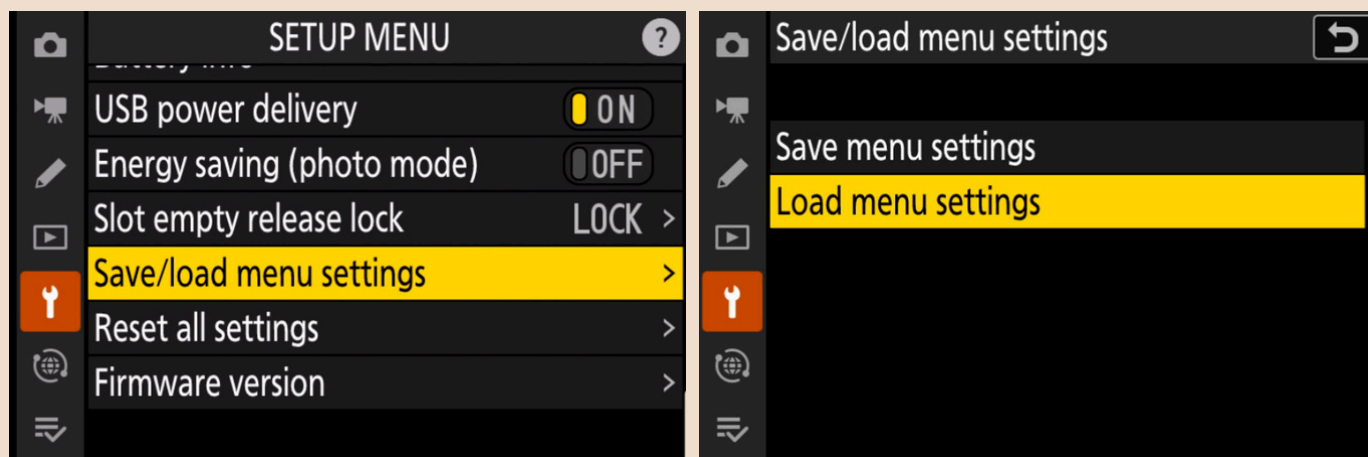 SETUP MENU
?
USB power delivery ON
Energy saving (photo mode) OFF
Slot empty release lock LOCK >
Save/load menu settings >
Reset all settings >
Firmware version >
Save/load menu settings
Save menu settings
Load menu settings